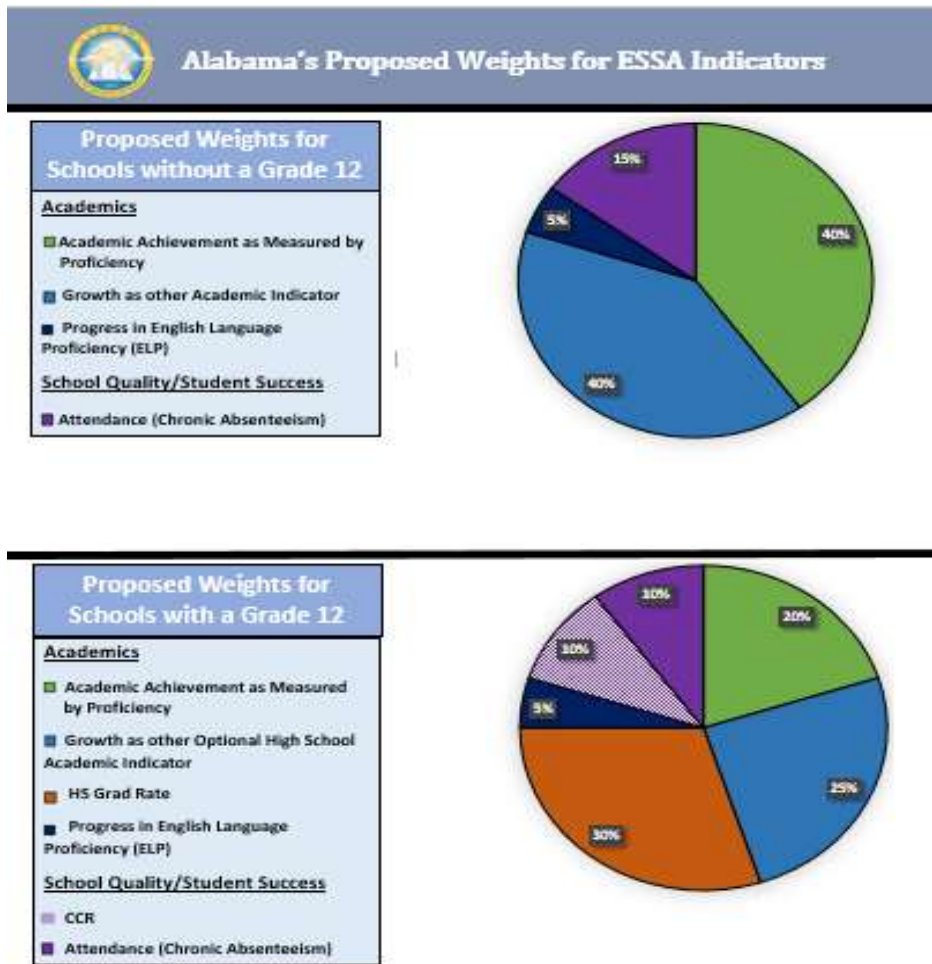 Alabama's Proposed Weights for ESSA Indicators
Proposed Weights for
Schools without a Grade 12
Academics
Academic Achievement as Measured by
Proficiency
Growth as other Academic Indicator
Progress in English Language
Proficiency (ELP)
School Quality/Student Success
Attendance (Chronic Absenteeism)
15%
5%
40%
40%
Proposed Weights for
Schools with a Grade 12
Academics
Academic Achievement as Measured
by Proficiency
Growth as other Optional High School
Academic Indicator
HS Grad Rate
Progress in English Language
Proficiency (ELP)
School Quality/Student Success
CCR
Attendance (Chronic Absenteeism)
10%
20%
10%
5%
25%
30%